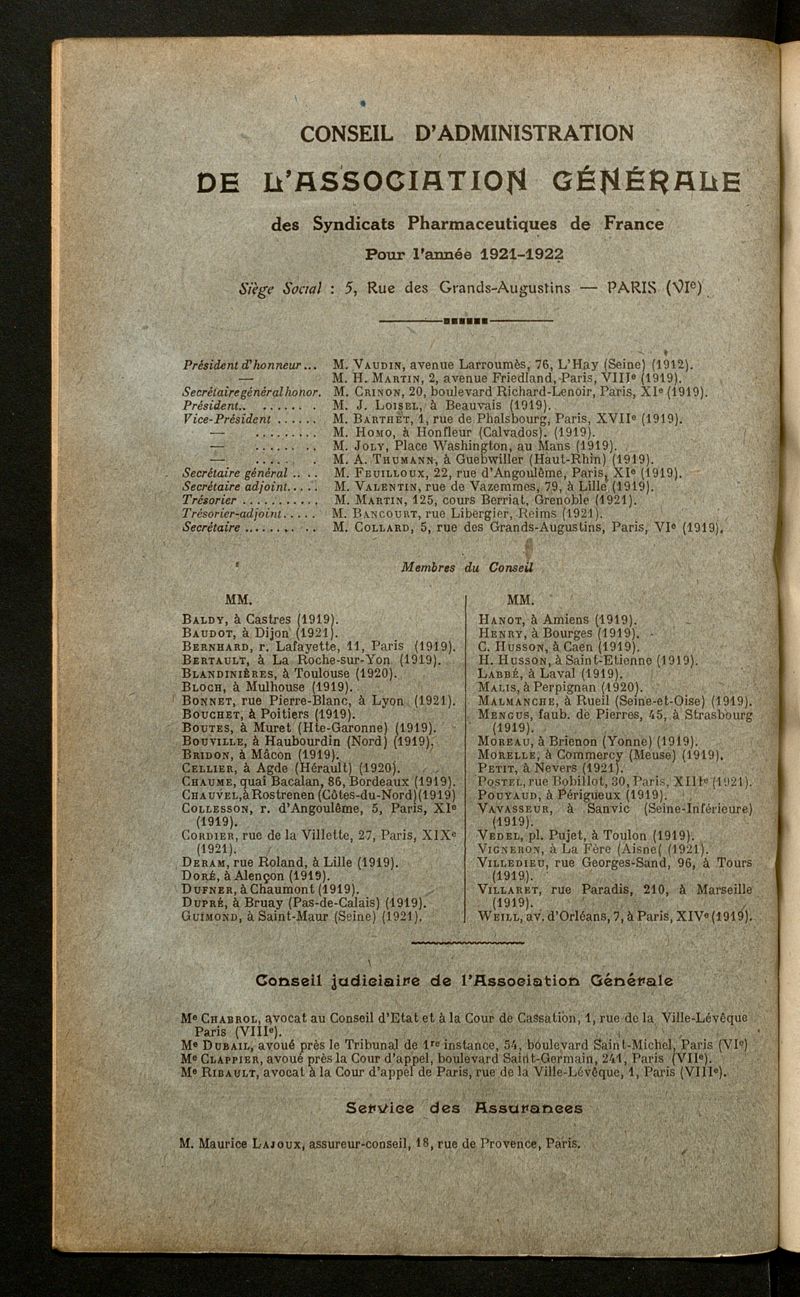 CONSEIL D'ADMINISTRATION
DE L'ASSOCIATION GÉNÉRALE
des Syndicats Pharmaceutiques de France
Pour l'année 1921-1922
Siège Social : 5, Rue des Grands-Augustins — PARIS (VIe)
Président d'honneur... M. VAUDIN, avenue Larroumès, 76, L'Hay (Seine) (1912).
— M. H. MARTIN, 2, avenue Friedland, Paris, VIIIe (1919).
Secrétaire général honor. M. CRINON, 20, boulevard Richard-Lenoir, Paris, XIe (1919).
Président.. ....... . M. J. LOISEL, à Beauvais (1919).
Vice-Président ...... M. BARTHET, 1, rue de Phalsbourg, Paris, XVIIe (1919).
— ......... M. HOMO, à Honfleur (Calvados). (1919).
— ......... M. JOLY, Place Washington, au Mans (1919).
— ..... . M. A. THUMANN, à Guebwiller (Haut-Rhin) (1919).
Secrétaire général .. .. M. FEUILLOUX, 22, rue d'Angoulême, Paris, XIe (1919).
Secrétaire adjoint..... M. VALENTIN, rue de Vazemmes, 79, à Lille (1919).
Trésorier ........... M. MARTIN, 125, cours Berriat, Grenoble (1921).
Trésorier-adjoint..... M. BANCOURT, rue Libergier, Reims (1921).
Secrétaire ........ .. M. COLLARD, 5, rue des Grands-Augustins, Paris, VIe (1919).
Membres du Conseil
MM.
BALDY, à Castres (1919).
BAUDOT, à Dijon (1921).
BERNHARD, r. Lafayette, 11, Paris (1919).
BERTAULT, à La Roche-sur-Yon (1919).
BLANDINIÈRES, à Toulouse (1920).
BLOCH, à Mulhouse (1919).
BONNET, rue Pierre-Blanc, à Lyon (1921).
BOUCHET, à Poitiers (1919).
BOUTES, à Muret (Hte-Garonne) (1919).
BOUVILLE, à Haubourdin (Nord) (1919).
BRIDON, à Mâcon (1919).
CELLIER, à Agde (Hérault) (1920).
CHAUME, quai Bacalan, 86, Bordeaux (1919).
CHAUVEL, à Rostrenen (Côtes-du-Nord) (1919)
COLLESSON, r. d'Angoulême, 5, Paris, XIe
(1919).
CORDIER, rue de la Villette, 27, Paris, XIXe
(1921).
DERAM, rue Roland, à Lille (1919).
DORÉ, à Alençon (1919).
DUFNER, à Chaumont (1919).
DUPRÉ, à Bruay (Pas-de-Calais) (1919).
GUIMOND, à Saint-Maur (Seine) (1921).
MM.
HANOT, à Amiens (1919).
HENRY, à Bourges (1919).
C. HUSSON, à Caen (1919).
H. HUSSON, à Saint-Etienne (1919).
LABBÉ, à Laval (1919).
MALIS, à Perpignan (1920).
MALMANCHE, à Rueil (Seine-et-Oise) (1919).
MENGUS, faub. de Pierres, 45, à Strasbourg
(1919).
MOREAU, à Brienon (Yonne) (1919).
MORELLE, à Commercy (Meuse) (1919).
PETIT, à Nevers (1921).
POSTEL, rue Bobillot, 30, Paris, XIIIe (1921).
POUYAUD, à Périgueux (1919).
VAVASSEUR, à Sanvic (Seine-Inférieure)
(1919).
VEDEL, pl. Pujet, à Toulon (1919).
VIGNERON, à La Fère (Aisne( (1921).
VILLEDIEU, rue Georges-Sand, 96, à Tours
(1919).
VILLARET, rue Paradis, 210, à Marseille
(1919).
WEILL, av. d'Orléans, 7, à Paris, XIVe (1919).
Conseil judiciaire de l'Association Générale
Me CHABROL, avocat au Conseil d'Etat et à la Cour de Cassation, 1, rue de la Ville-Lévêque
Paris (VIIIe).
Me DUBAIL, avoué près le Tribunal de 1re instance, 54, boulevard Saint-Michel, Paris (VIe)
Me CLAPPIER, avoué près la Cour d'appel, boulevard Saint-Germain, 241, Paris (VIIe).
Me RIBAULT, avocat à la Cour d'appel de Paris, rue de la Ville-Lévêque, 1, Paris (VIIIe).
Service des Assurances
M. Maurice LAJOUX, assureur-conseil, 18, rue de Provence, Paris.